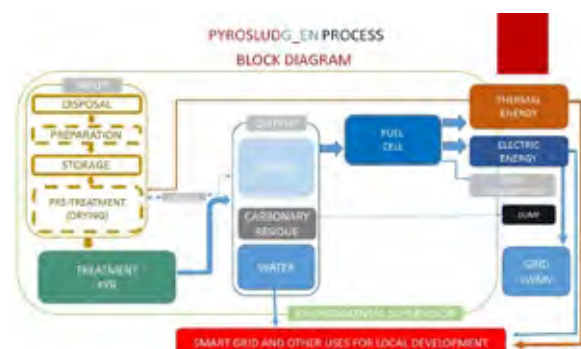 PYROSLUDG_EN PROCESS
BLOCK DIAGRAM
INPUT
DISPOSAL
PREPARATION
STORAGE
PRE-TREATMENT
(DRYING)
TREATMENT
OUTPUT
CARBONARY
RESIDUE
WATER
FUEL
CELL
THERMAL
ENERGY
ELECTRIC
ENERGY
DUMP
GRID
SMART GRID AND OTHER USES FOR LOCAL DEVELOPMENT